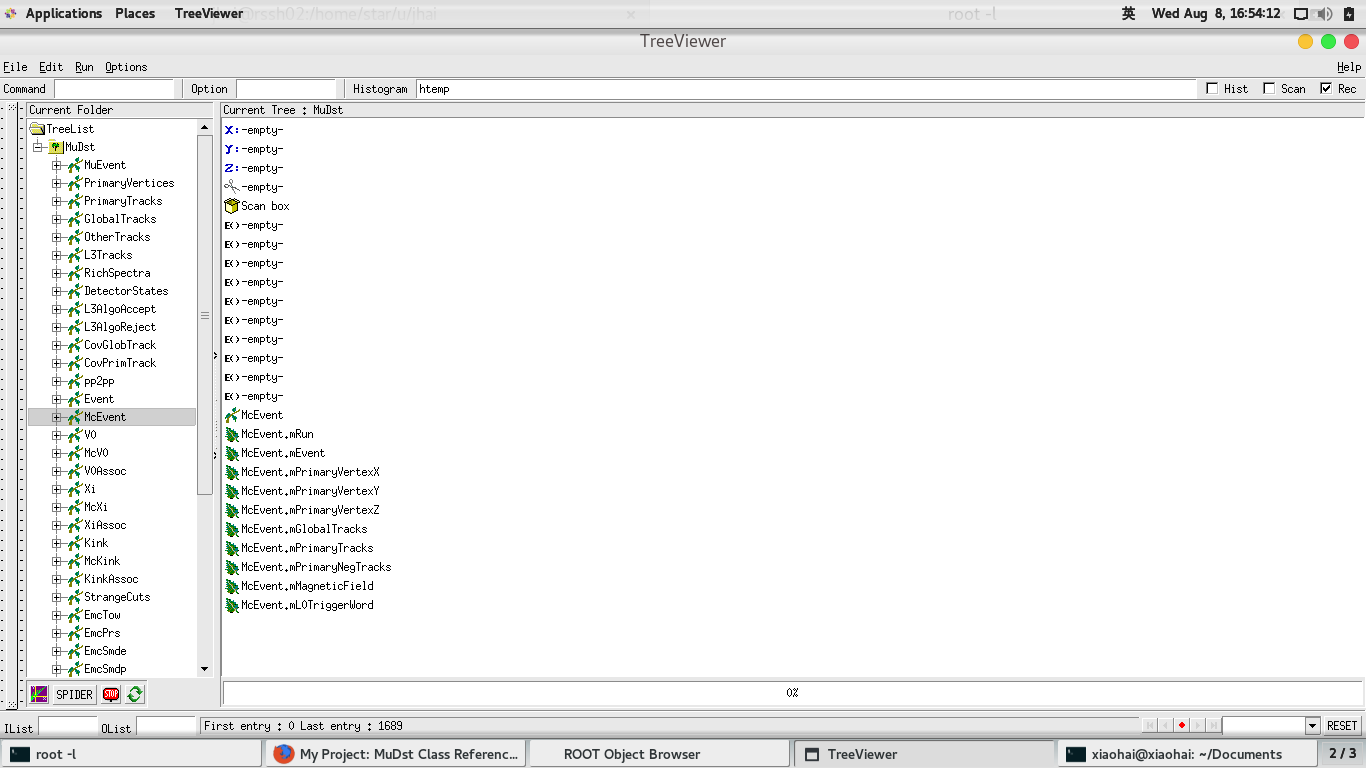 Applications Places TreeViewer @rssh02:/home/star/u/jhai root -l 英 Wed Aug 8, 16:54:12
TreeViewer
File Edit Run Options Help
Command Option Histogram htemp Hist Scan Rec
Current Folder
TreeList
MuDst
MuEvent
PrimaryVertices
PrimaryTracks
GlobalTracks
OtherTracks
L3Tracks
RichSpectra
DetectorStates
L3AlgoAccept
L3AlgoReject
CovGlobTrack
CovPrimTrack
pp2pp
Event
McEvent
V0
McV0
V0Assoc
Xi
McXi
XiAssoc
Kink
McKink
KinkAssoc
StrangeCuts
EmcTow
EmcPrs
EmcSmde
EmcSmdp
Current Tree : MuDst
X: -empty-
Y: -empty-
Z: -empty-
-empty-
Scan box
E() -empty-
E() -empty-
E() -empty-
E() -empty-
E() -empty-
E() -empty-
E() -empty-
E() -empty-
E() -empty-
E() -empty-
McEvent
McEvent.mRun
McEvent.mEvent
McEvent.mPrimaryVertexX
McEvent.mPrimaryVertexY
McEvent.mPrimaryVertexZ
McEvent.mGlobalTracks
McEvent.mPrimaryTracks
McEvent.mPrimaryNegTracks
McEvent.mMagneticField
McEvent.mL0TriggerWord
SPIDER STOP 0%
IList OList First entry : 0 Last entry : 1689 RESET
root -l My Project: MuDst Class Referenc... ROOT Object Browser TreeViewer xiaohai@xiaohai: ~/Documents 2 / 3